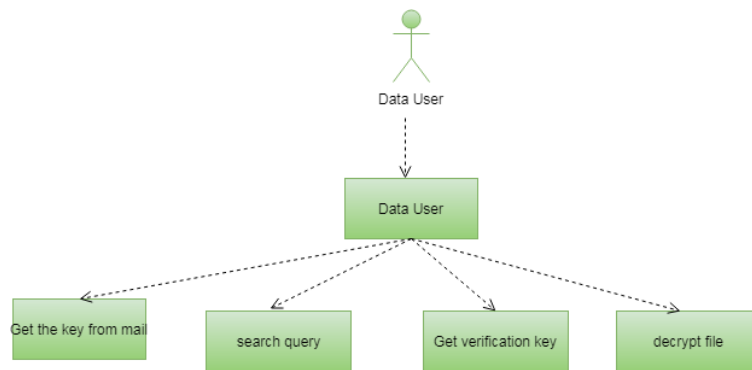 Data User
Data User
Get the key from mail
search query
Get verification key
decrypt file